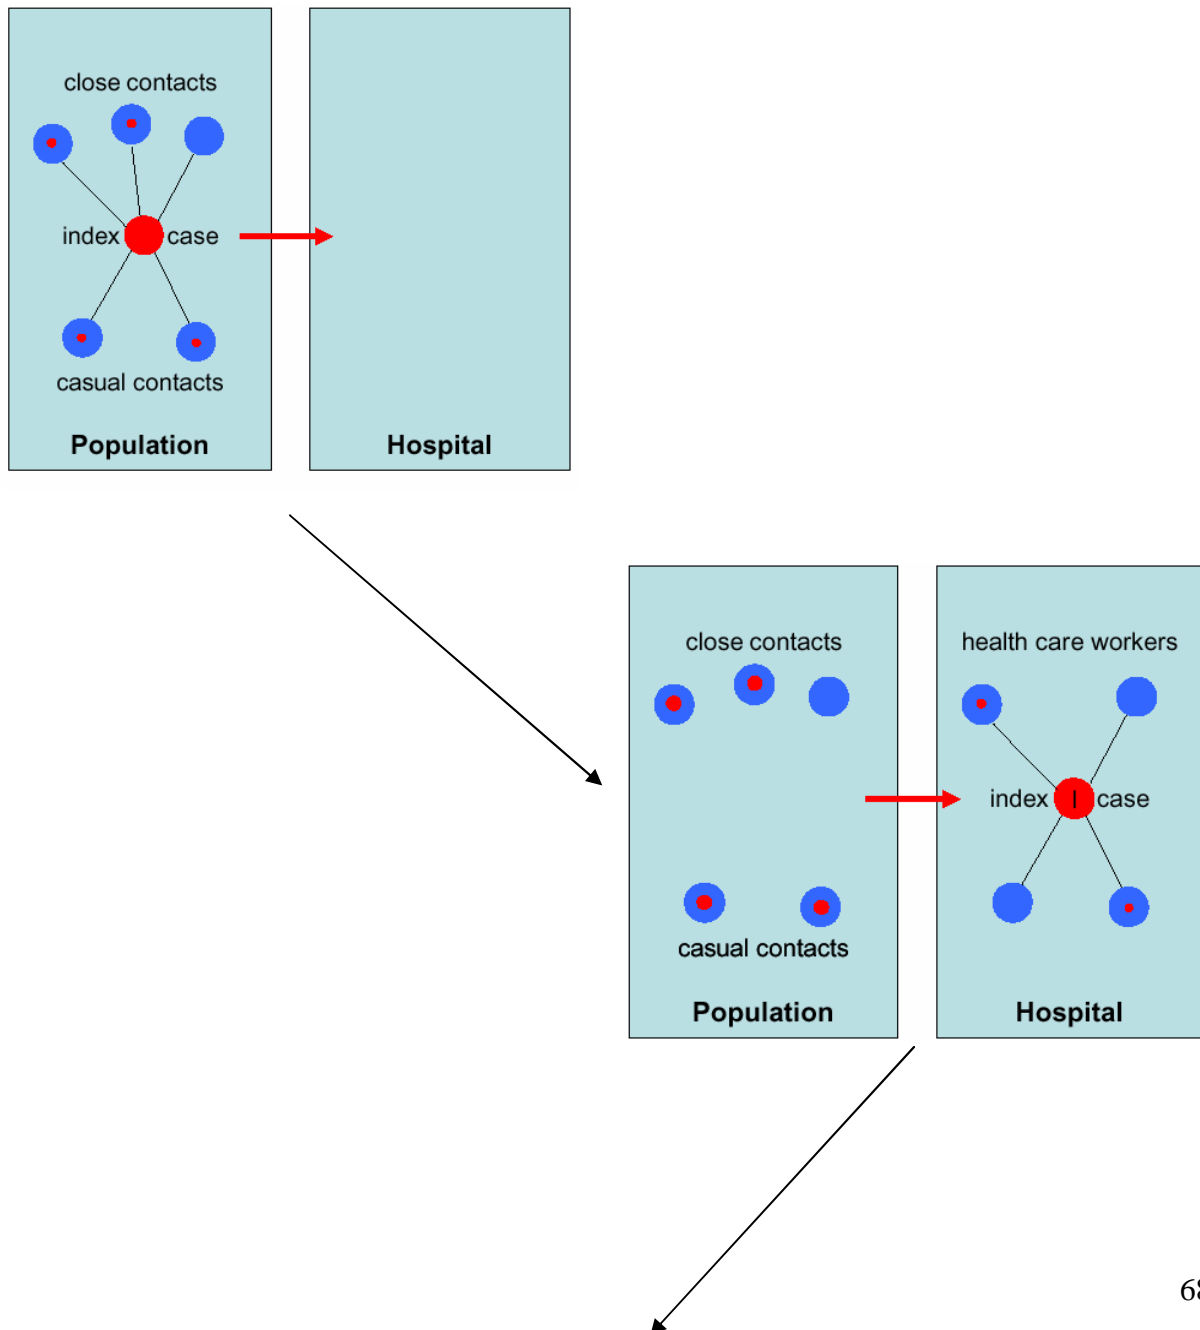 close contacts
index case
casual contacts
Population
Hospital
close contacts
casual contacts
Population
health care workers
index I case
Hospital
68